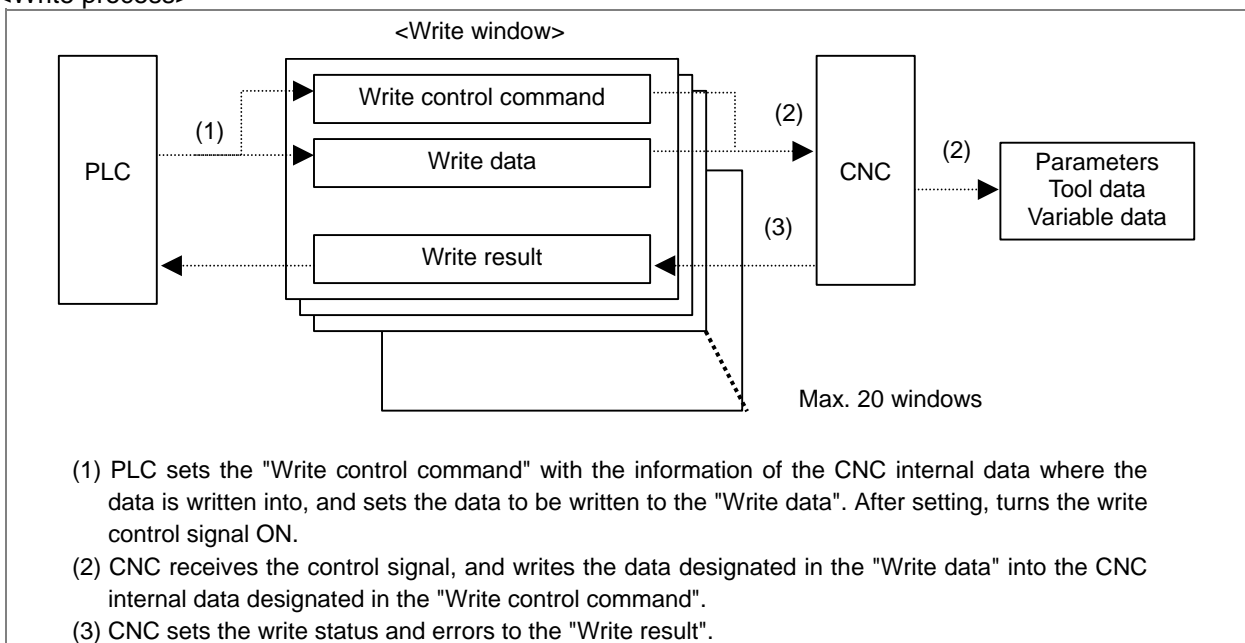 <Write process>
<Write window>
Write control command
(2)
(1)
(2)
Write data
PLC
CNC
Parameters
Tool data
Variable data
(3)
Write result
Max. 20 windows
(1) PLC sets the "Write control command" with the information of the CNC internal data where the
data is written into, and sets the data to be written to the "Write data". After setting, turns the write
control signal ON.
(2) CNC receives the control signal, and writes the data designated in the "Write data" into the CNC
internal data designated in the "Write control command".
(3) CNC sets the write status and errors to the "Write result".